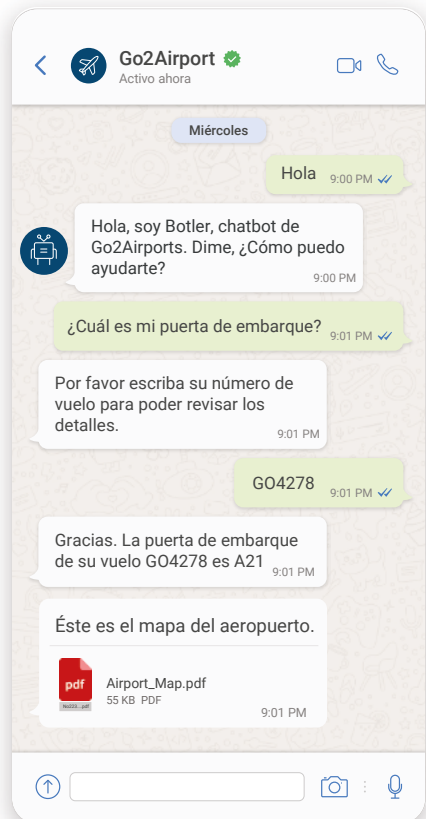 Go2Airport
Activo ahora
Miércoles
Hola 9:00 PM
Hola, soy Botler, chatbot de
Go2Airports. Dime, ¿Cómo puedo
ayudarte?
9:00 PM
¿Cuál es mi puerta de embarque? 9:01 PM
Por favor escriba su número de
vuelo para poder revisar los
detalles.
9:01 PM
GO4278 9:01 PM
Gracias. La puerta de embarque
de su vuelo GO4278 es A21 9:01 PM
Éste es el mapa del aeropuerto.
pdf
Airport_Map.pdf
55 KB PDF
9:01 PM